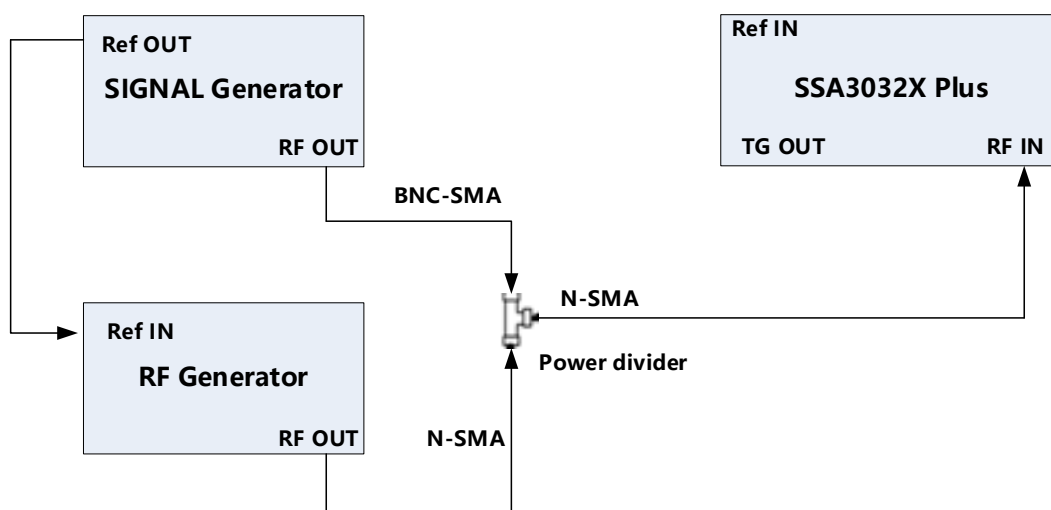 Ref OUT
SIGNAL Generator
RF OUT
Ref IN
SSA3032X Plus
TG OUT
RF IN
BNC-SMA
N-SMA
Power divider
Ref IN
RF Generator
RF OUT
N-SMA